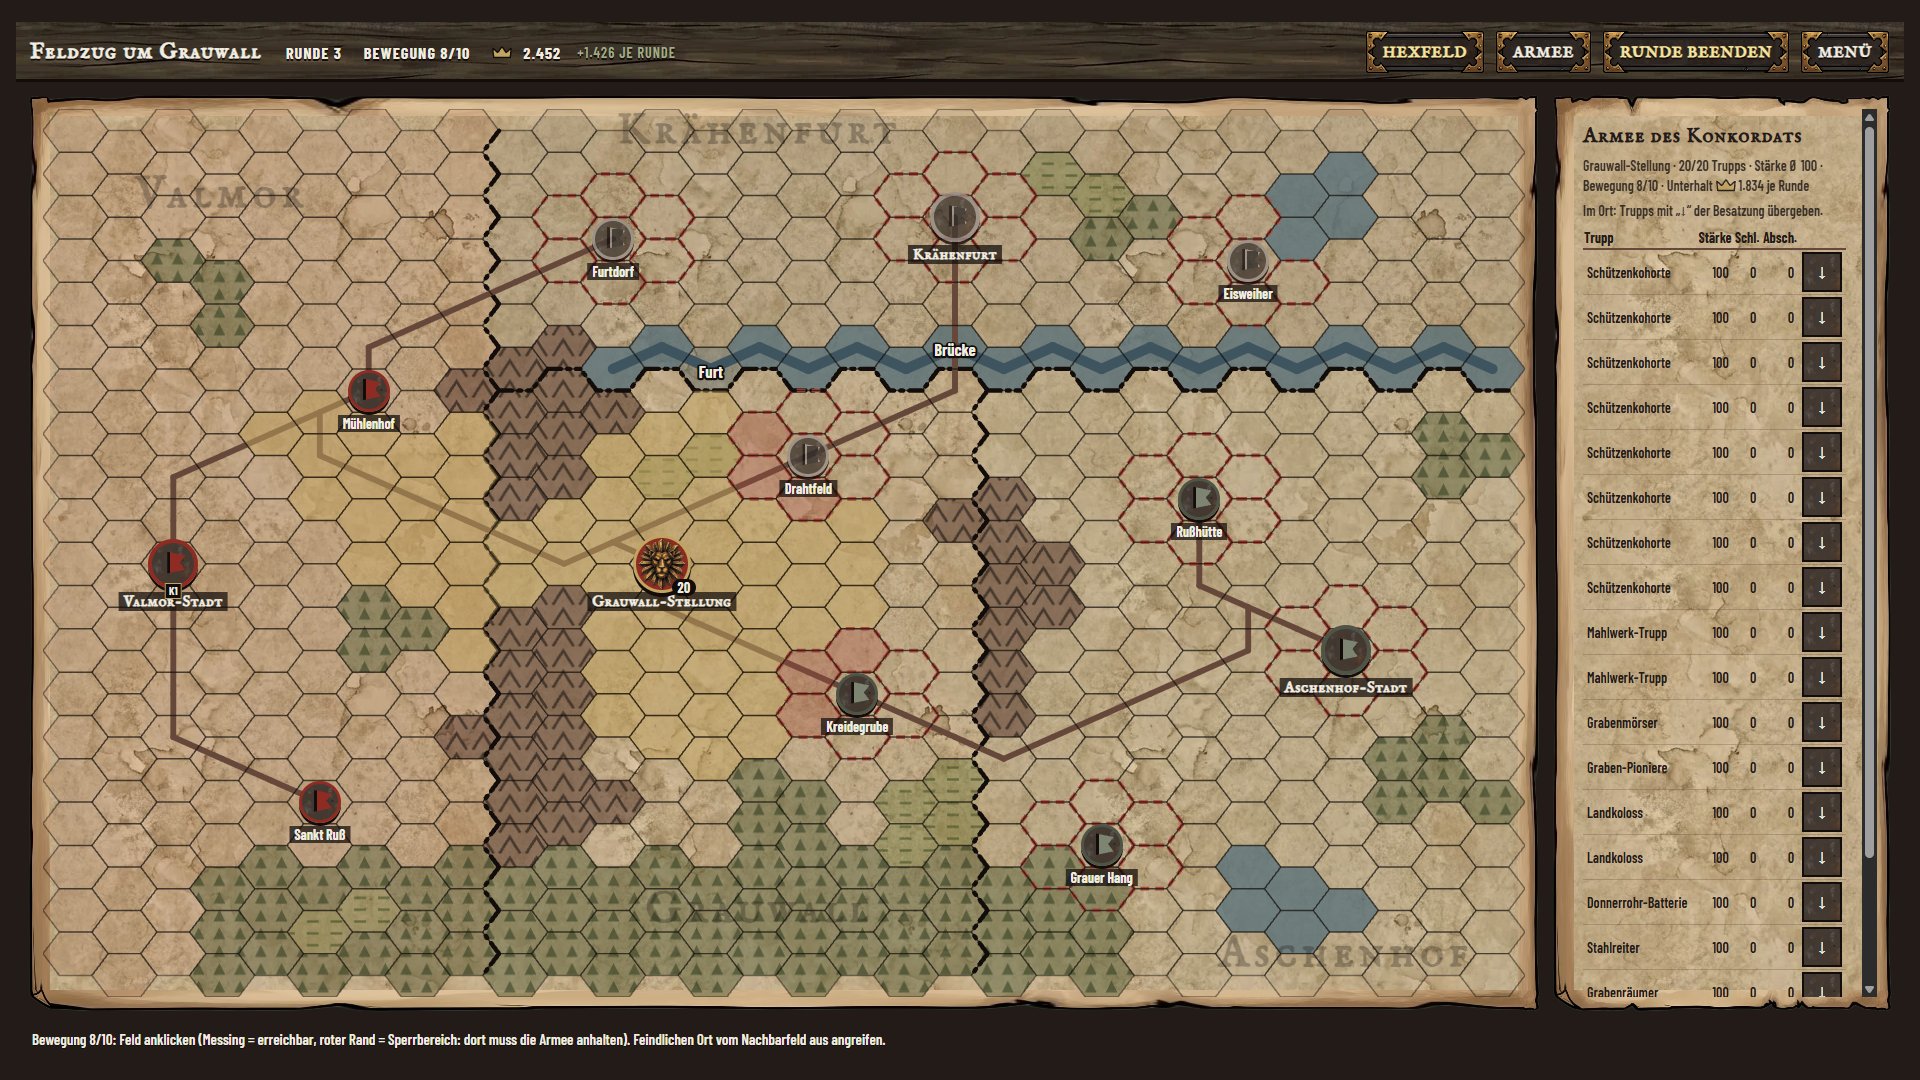 Feldzug um Grauwall RUNDE 3 BEWEGUNG 8/10 2.452 +1.426 JE RUNDE HEXFELD ARMEE RUNDE BEENDEN MENÜ
Krähenfurt
Valmor
Krähenfurt
Furtdorf
Eisweiher
Brücke
Furt
Mühlenhof
Drahtfeld
Rußhütte
20
K1
Valmor-Stadt
Grauwall-Stellung
Aschenhof-Stadt
Kreidegrube
Sankt Ruß
Grauer Hang
Grauwall
Aschenhof
Armee des Konkordats
Grauwall-Stellung · 20/20 Trupps · Stärke Ø 100 ·
Bewegung 8/10 · Unterhalt 1.834 je Runde
Im Ort: Trupps mit „↓“ der Besatzung übergeben.
Trupp Stärke Schl. Absch.
Schützenkohorte 100 0 0 ↓
Schützenkohorte 100 0 0 ↓
Schützenkohorte 100 0 0 ↓
Schützenkohorte 100 0 0 ↓
Schützenkohorte 100 0 0 ↓
Schützenkohorte 100 0 0 ↓
Schützenkohorte 100 0 0 ↓
Schützenkohorte 100 0 0 ↓
Mahlwerk-Trupp 100 0 0 ↓
Mahlwerk-Trupp 100 0 0 ↓
Grabenmörser 100 0 0 ↓
Graben-Pioniere 100 0 0 ↓
Landkoloss 100 0 0 ↓
Landkoloss 100 0 0 ↓
Donnerrohr-Batterie 100 0 0 ↓
Stahlreiter 100 0 0 ↓
Grabenräumer 100 0 0 ↓
Bewegung 8/10: Feld anklicken (Messing = erreichbar, roter Rand = Sperrbereich: dort muss die Armee anhalten). Feindlichen Ort vom Nachbarfeld aus angreifen.